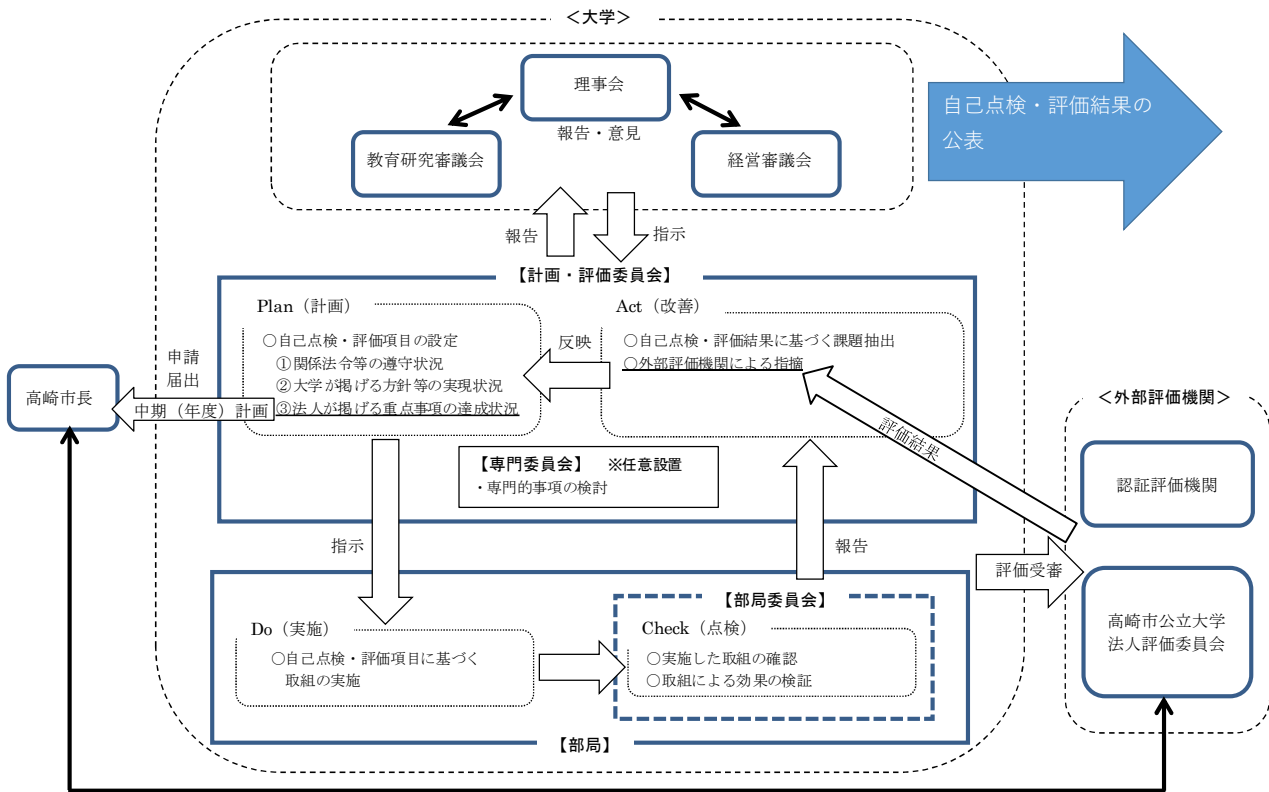 ＜大学＞
理事会
報告・意見
教育研究審議会
経営審議会
自己点検・評価結果の
公表
報告
指示
【計画・評価委員会】
Plan（計画）
○自己点検・評価項目の設定
①関係法令等の遵守状況
②大学が掲げる方針等の実現状況
③法人が掲げる重点事項の達成状況
反映
Act（改善）
○自己点検・評価結果に基づく課題抽出
○外部評価機関による指摘
申請
届出
中期（年度）計画
高崎市長
【専門委員会】　※任意設置
・専門的事項の検討
評価結果
＜外部評価機関＞
認証評価機関
高崎市公立大学
法人評価委員会
評価受審
指示
報告
【部局委員会】
Do（実施）
○自己点検・評価項目に基づく
取組の実施
Check（点検）
○実施した取組の確認
○取組による効果の検証
【部局】